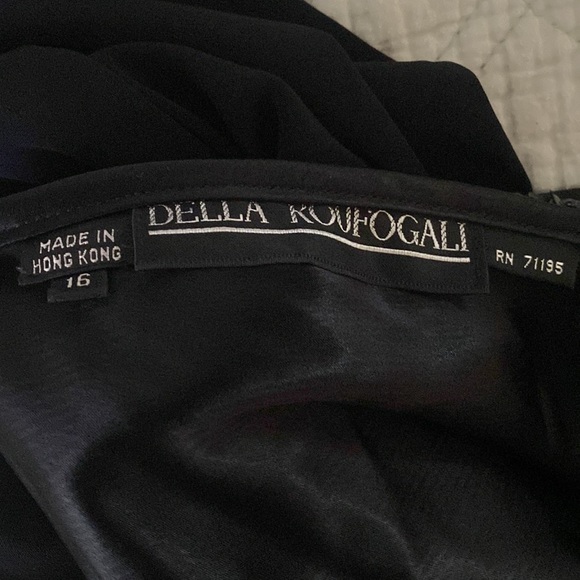 DELLA ROUFOGALI
MADE IN
HONG KONG
16
RN 71195